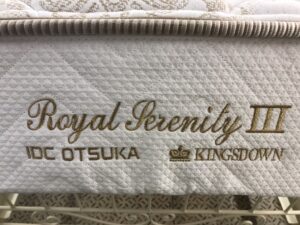 Royal Serenity III
IDC OTSUKA KINGSDOWN